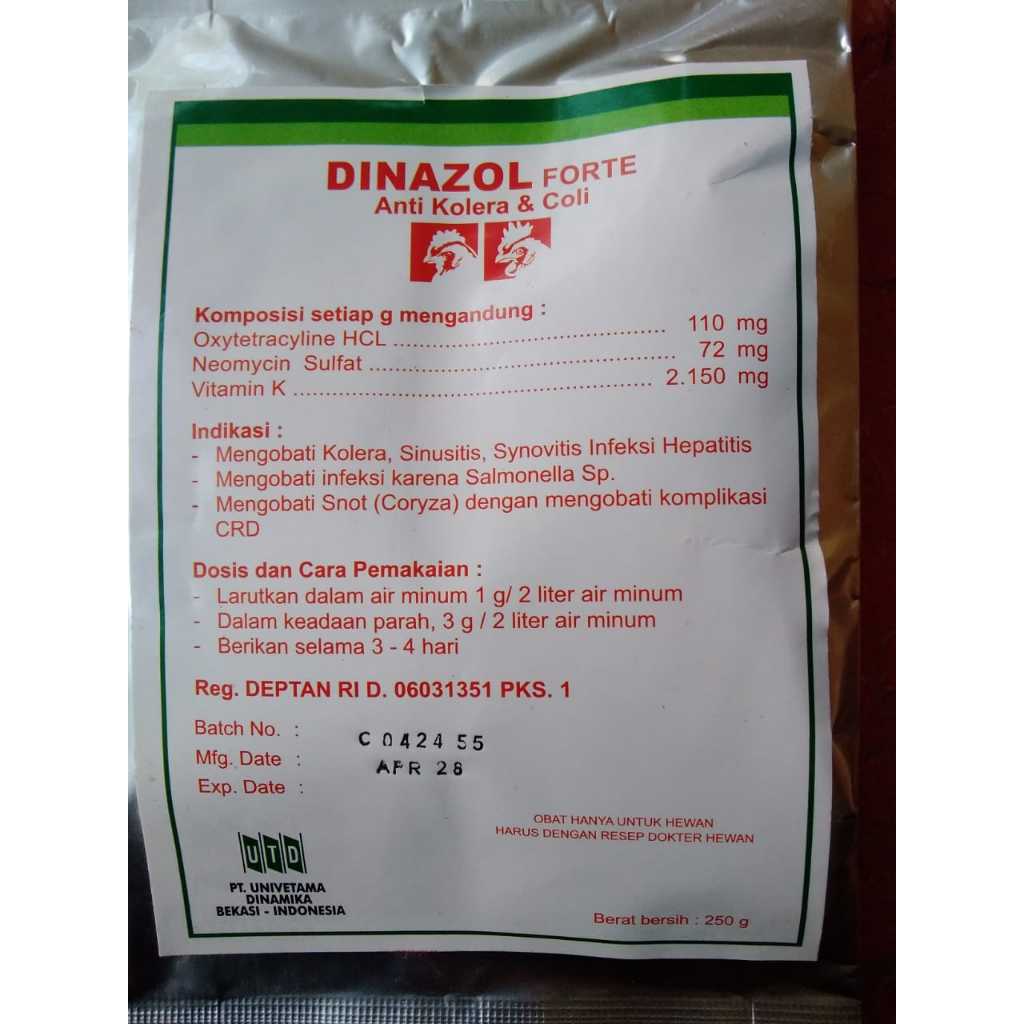 DINAZOL FORTE
Anti Kolera & Coli
Komposisi setiap g mengandung :
Oxytetracyline HCL ........................................ 110 mg
Neomycin Sulfat ............................................. 72 mg
Vitamin K ..................................................... 2.150 mg
Indikasi :
- Mengobati Kolera, Sinusitis, Synovitis Infeksi Hepatitis
- Mengobati infeksi karena Salmonella Sp.
- Mengobati Snot (Coryza) dengan mengobati komplikasi
CRD
Dosis dan Cara Pemakaian :
- Larutkan dalam air minum 1 g/ 2 liter air minum
- Dalam keadaan parah, 3 g / 2 liter air minum
- Berikan selama 3 - 4 hari
Reg. DEPTAN RI D. 06031351 PKS. 1
Batch No. :
C 0424 55
Mfg. Date :
APR 28
Exp. Date :
OBAT HANYA UNTUK HEWAN
HARUS DENGAN RESEP DOKTER HEWAN
UTD
PT. UNIVETAMA
DINAMIKA
BEKASI - INDONESIA
Berat bersih : 250 g